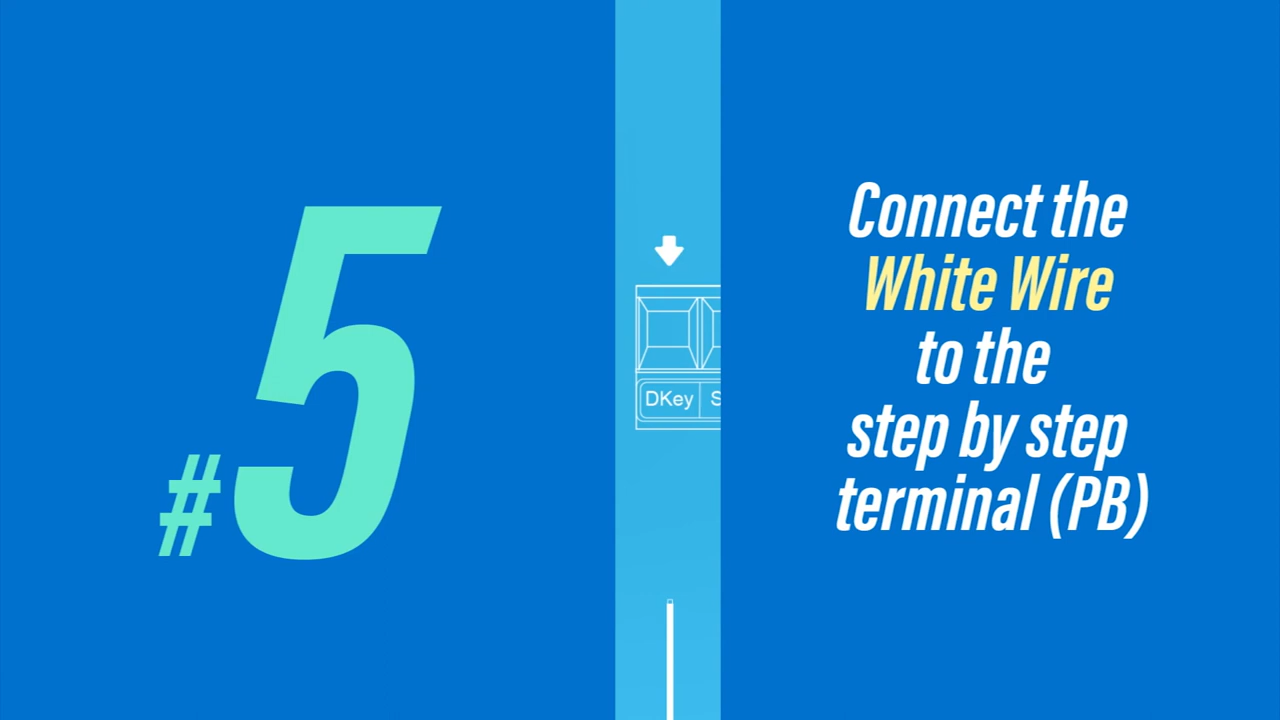 #5
DKey
S
Connect the
White Wire
to the
step by step
terminal (PB)